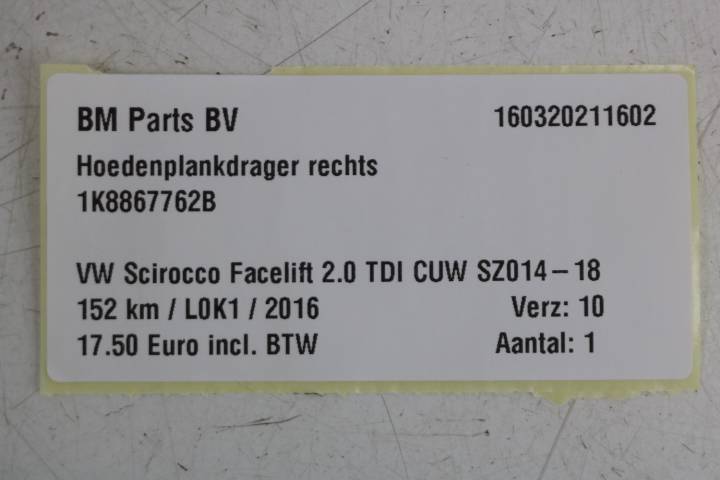 BM Parts BV 160320211602
Hoedenplankdrager rechts
1K8867762B
VW Scirocco Facelift 2.0 TDI CUW SZ014-18
152 km / L0K1 / 2016 Verz: 10
17.50 Euro incl. BTW Aantal: 1